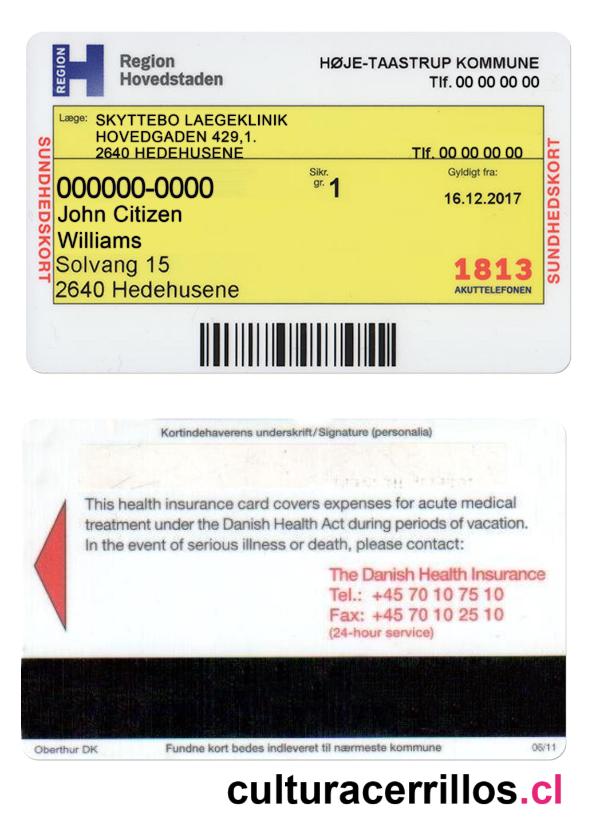 REGION
Region
Hovedstaden
HØJE-TAASTRUP KOMMUNE
Tlf. 00 00 00 00
SUNDHEDSKORT
Læge: SKYTTEBO LAEGEKLINIK
HOVEDGADEN 429,1.
2640 HEDEHUSENE Tlf. 00 00 00 00
000000-0000
Sikr.
gr. 1
Gyldigt fra:
16.12.2017
John Citizen
Williams
Solvang 15
2640 Hedehusene
1813
AKUTTELEFONEN
SUNDHEDSKORT
Kortindehaverens underskrift/Signature (personalia)
This health insurance card covers expenses for acute medical
treatment under the Danish Health Act during periods of vacation.
In the event of serious illness or death, please contact:
The Danish Health Insurance
Tel.: +45 70 10 75 10
Fax: +45 70 10 25 10
(24-hour service)
Oberthur DK
Fundne kort bedes indleveret til nærmeste kommune
06/11
culturacerrillos.cl